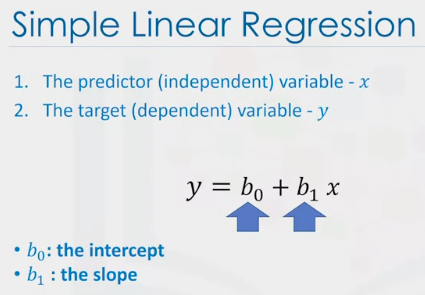 Simple Linear Regression
1. The predictor (independent) variable - x
2. The target (dependent) variable - y
y = b₀ + b₁ x
• b₀: the intercept
• b₁ : the slope